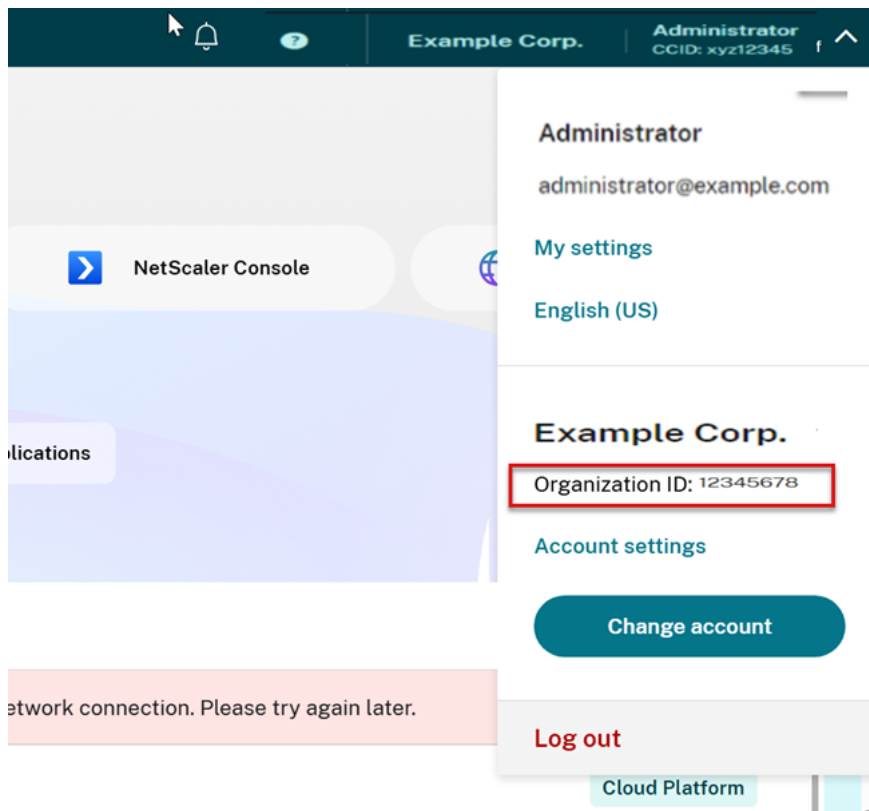 Example Corp.
Administrator
CCID: xyz12345
Administrator
administrator@example.com
My settings
NetScaler Console
English (US)
Example Corp.
lications
Organization ID: 12345678
Account settings
Change account
etwork connection. Please try again later.
Log out
Cloud Platform